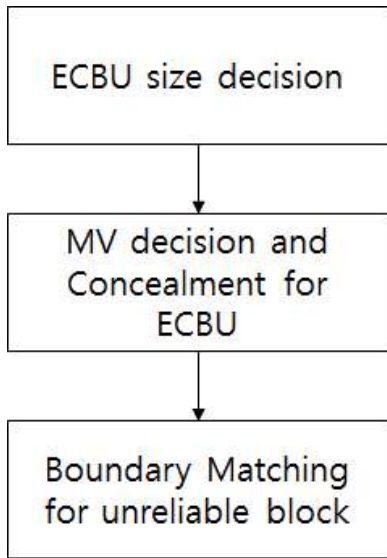 ECBU size decision
MV decision and
Concealment for
ECBU
Boundary Matching
for unreliable block